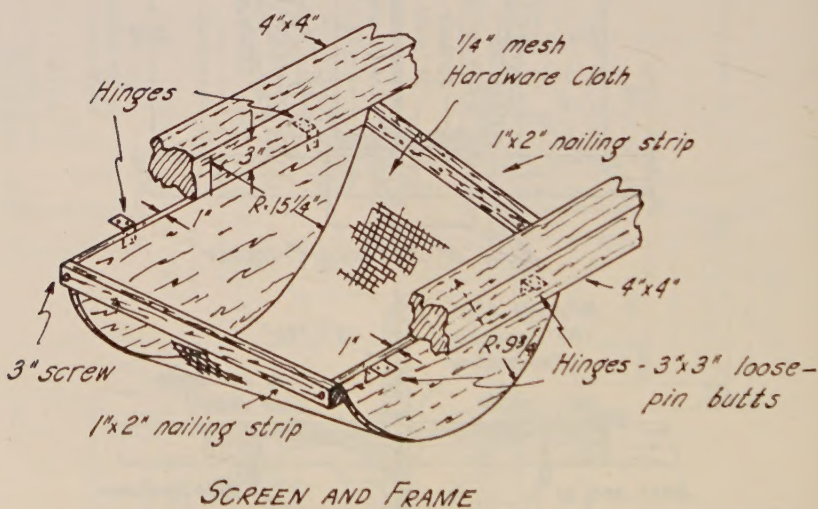 4"x4"
1/4" mesh
Hardware Cloth
Hinges
1"x2" nailing strip
3"
R=15 1/4"
1"
4"x4"
1"
R=9 3/4"
Hinges - 3"x3" loose-
pin butts
3" screw
1"x2" nailing strip
SCREEN AND FRAME